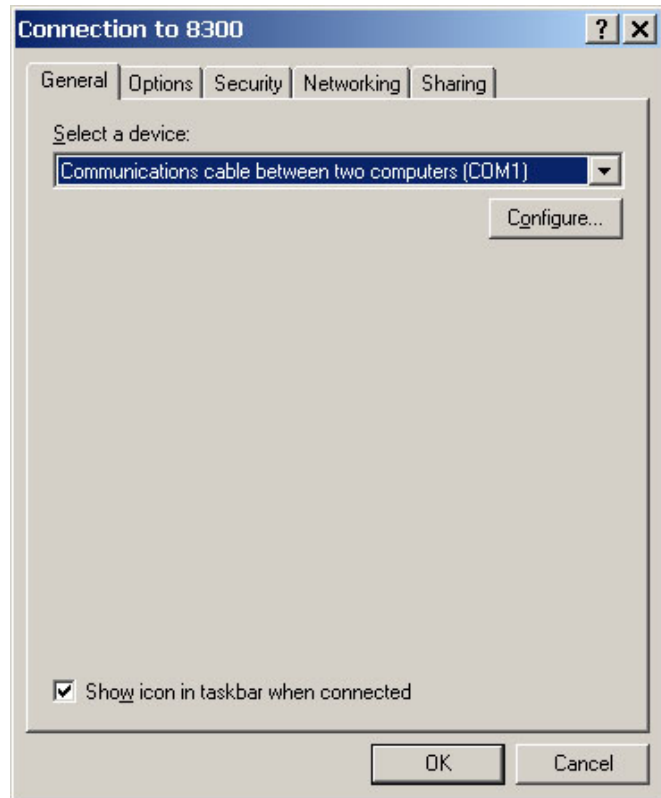 Connection to 8300
General Options Security Networking Sharing
Select a device:
Communications cable between two computers (COM1)
Configure...
Show icon in taskbar when connected
OK Cancel